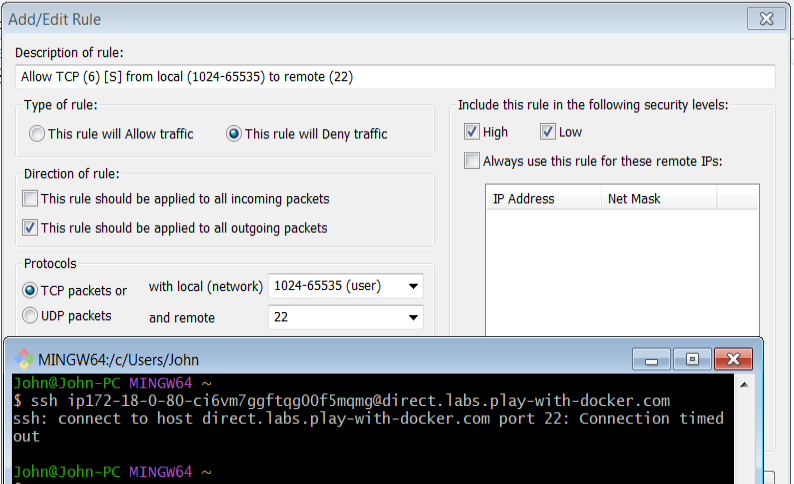 Add/Edit Rule
Description of rule:
Allow TCP (6) [S] from local (1024-65535) to remote (22)
Type of rule:
This rule will Allow traffic
This rule will Deny traffic
Direction of rule:
This rule should be applied to all incoming packets
This rule should be applied to all outgoing packets
Protocols
TCP packets or
UDP packets
with local (network)
1024-65535 (user)
and remote
22
Include this rule in the following security levels:
High
Low
Always use this rule for these remote IPs:
IP Address
Net Mask
MINGW64:/c/Users/John
John@John-PC MINGW64 ~
$ ssh ip172-18-0-80-ci6vm7ggftqg00f5mqmg@direct.labs.play-with-docker.com
ssh: connect to host direct.labs.play-with-docker.com port 22: Connection timed
out
John@John-PC MINGW64 ~